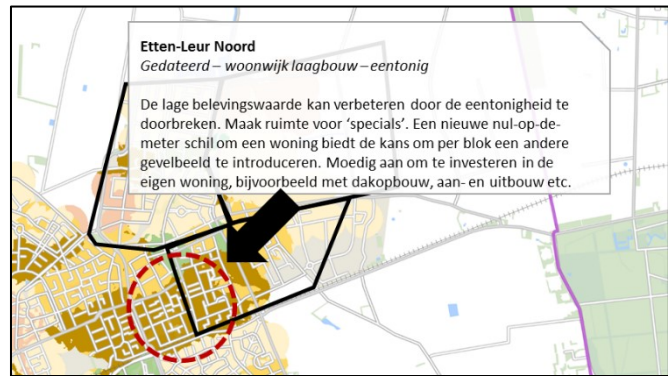 Etten-Leur Noord
Gedateerd – woonwijk laagbouw – eentonig
De lage belevingswaarde kan verbeteren door de eentonigheid te
doorbreken. Maak ruimte voor ‘specials’. Een nieuwe nul-op-de-
meter schil om een woning biedt de kans om per blok een andere
gevelbeeld te introduceren. Moedig aan om te investeren in de
eigen woning, bijvoorbeeld met dakopbouw, aan- en uitbouw etc.